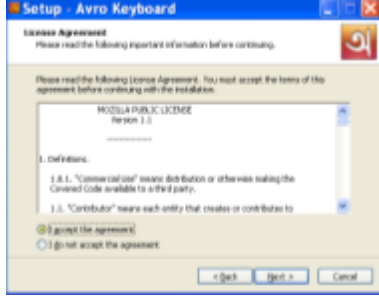 Setup - Avro Keyboard
License Agreement
Please read the following important information before continuing.
অ
Please read the following License Agreement. You must accept the terms of this
agreement before continuing with the installation.
MOZILLA PUBLIC LICENSE
Version 1.1
---------------
1. Definitions.
1.0.1. "Commercial Use" means distribution or otherwise making the
Covered Code available to a third party.
1.1. "Contributor" means each entity that creates or contributes to
I accept the agreement
I do not accept the agreement
< Back
Next >
Cancel